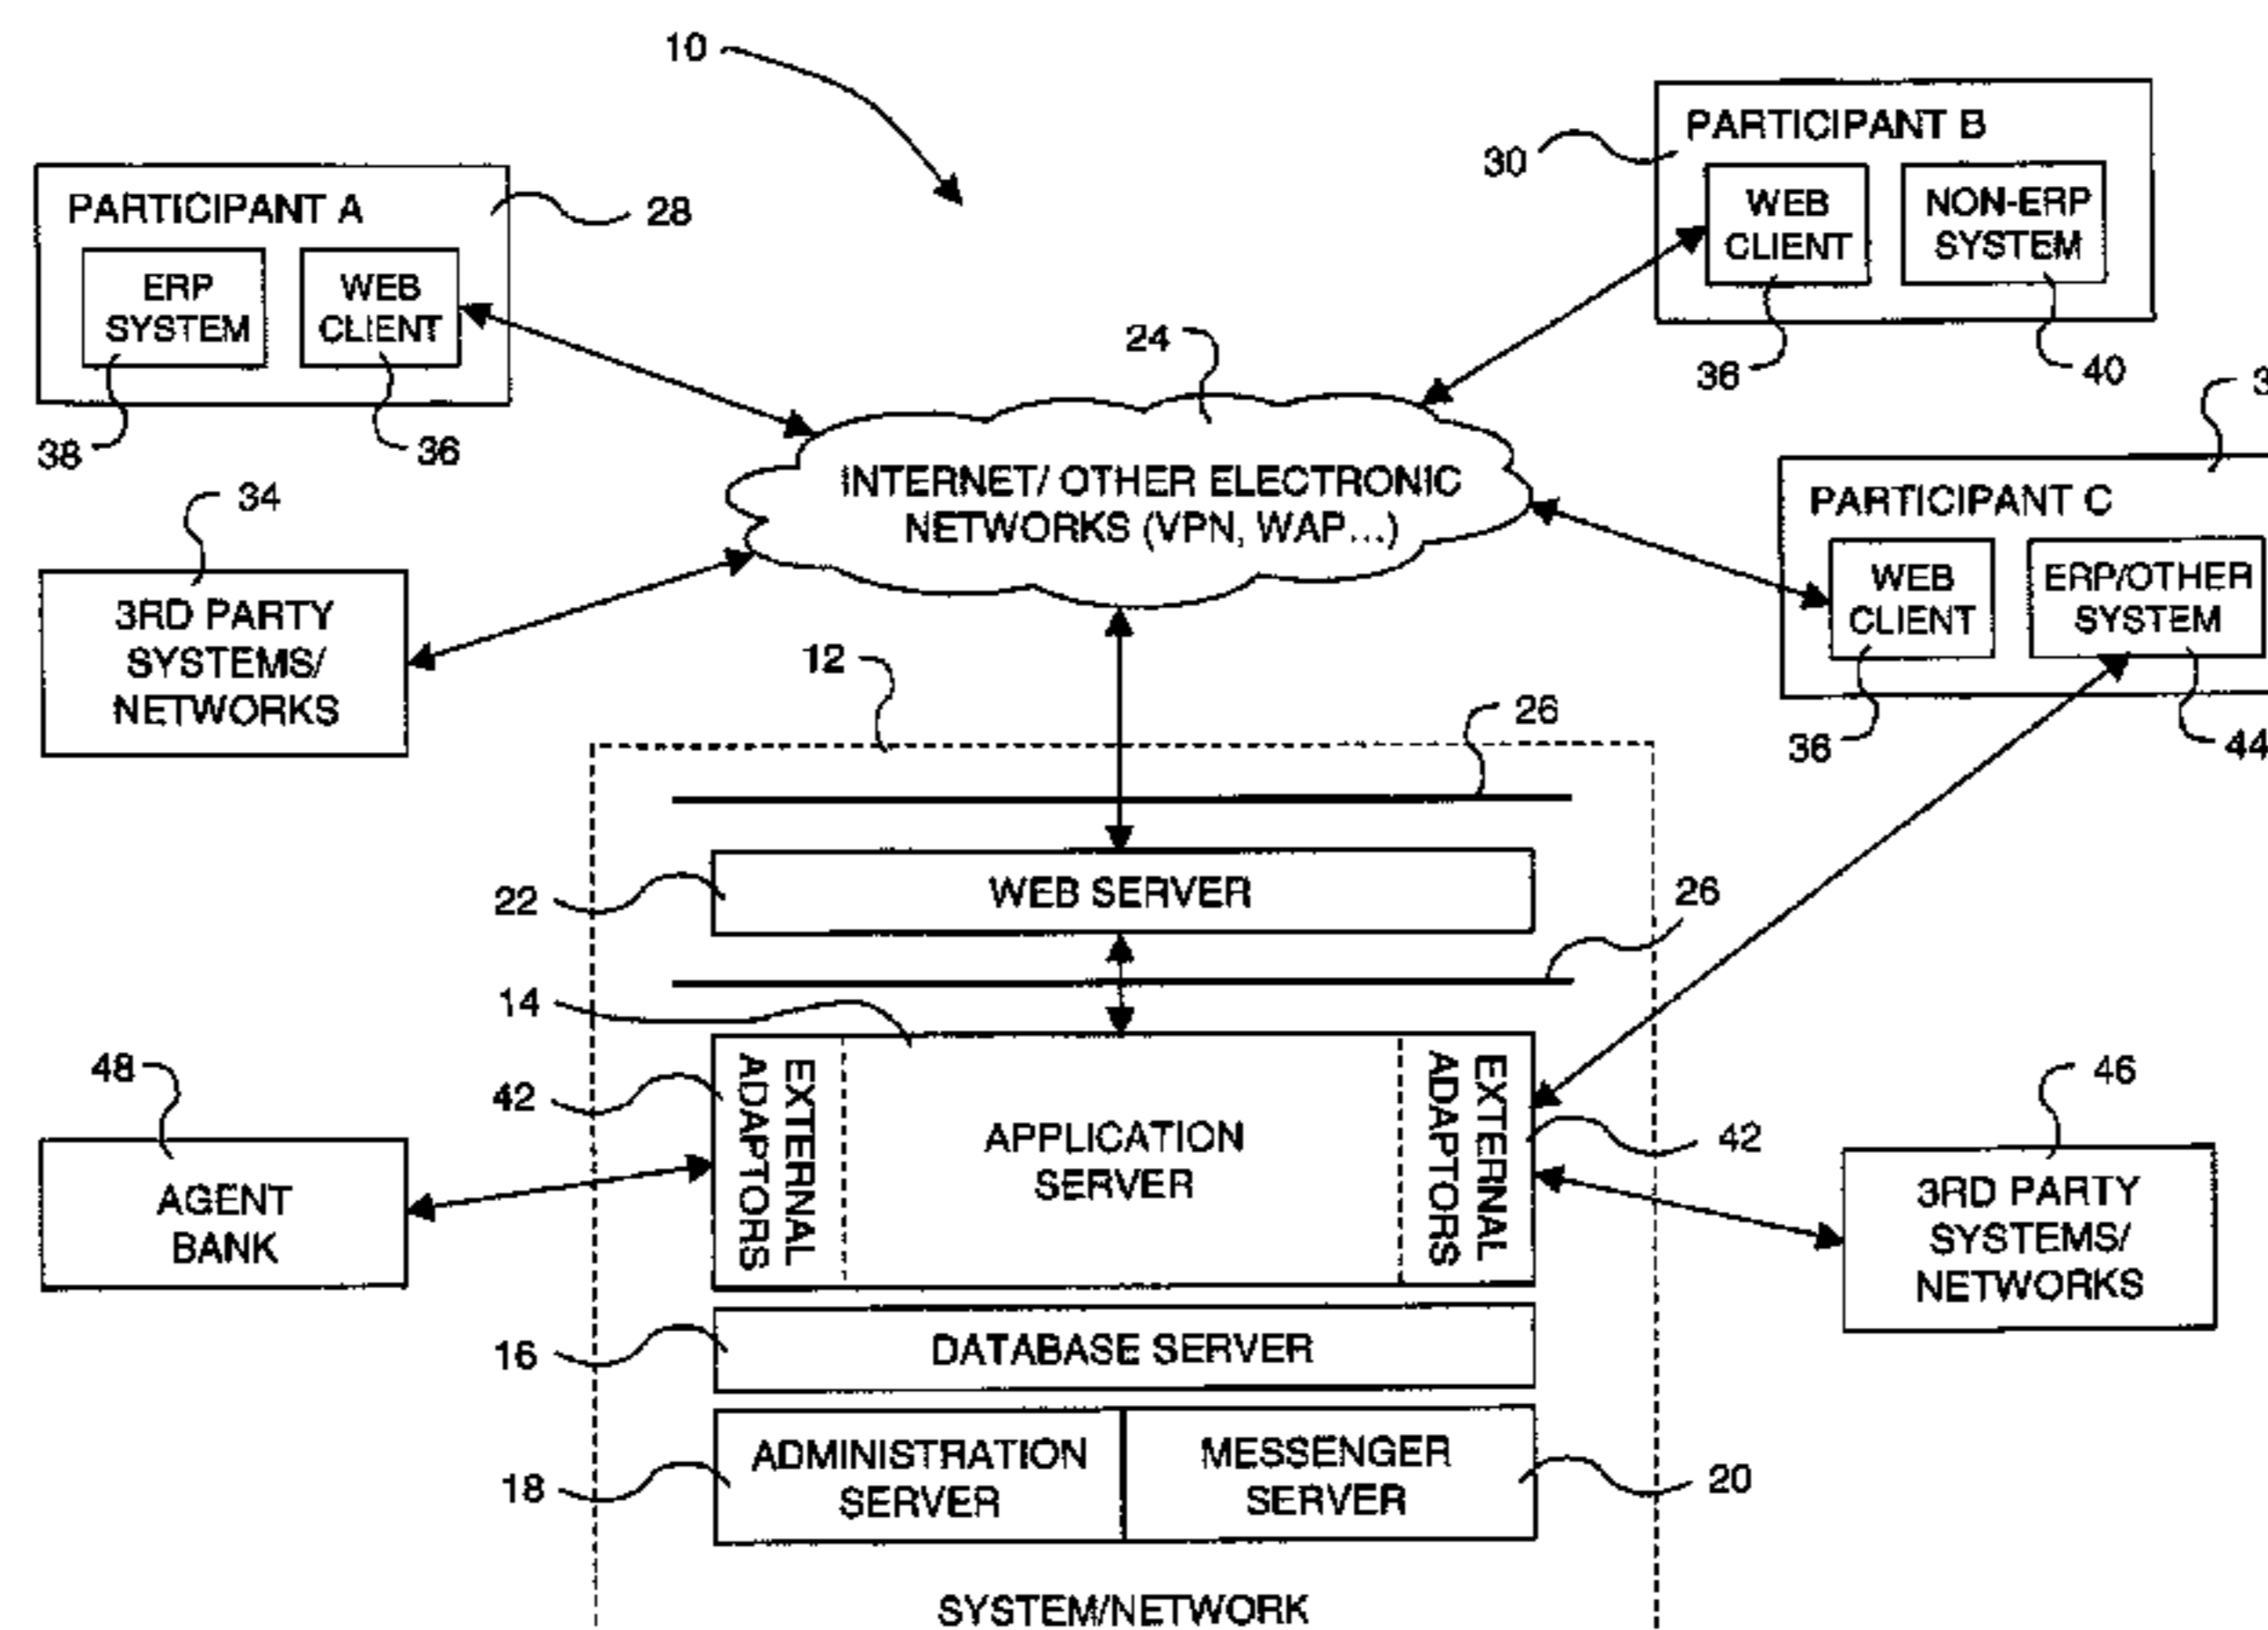 10
PARTICIPANT A
28
ERP
SYSTEM
WEB
CLIENT
38
36
PARTICIPANT B
30
WEB
CLIENT
NON-ERP
SYSTEM
36
40
24
INTERNET/ OTHER ELECTRONIC
NETWORKS (VPN, WAP...)
34
3RD PARTY
SYSTEMS/
NETWORKS
PARTICIPANT C
WEB
CLIENT
ERP/OTHER
SYSTEM
36
44
12
26
22
WEB SERVER
26
14
42
EXTERNAL
ADAPTORS
APPLICATION
SERVER
EXTERNAL
ADAPTORS
42
48
AGENT
BANK
46
3RD PARTY
SYSTEMS/
NETWORKS
16
DATABASE SERVER
18
ADMINISTRATION
SERVER
MESSENGER
SERVER
20
SYSTEM/NETWORK